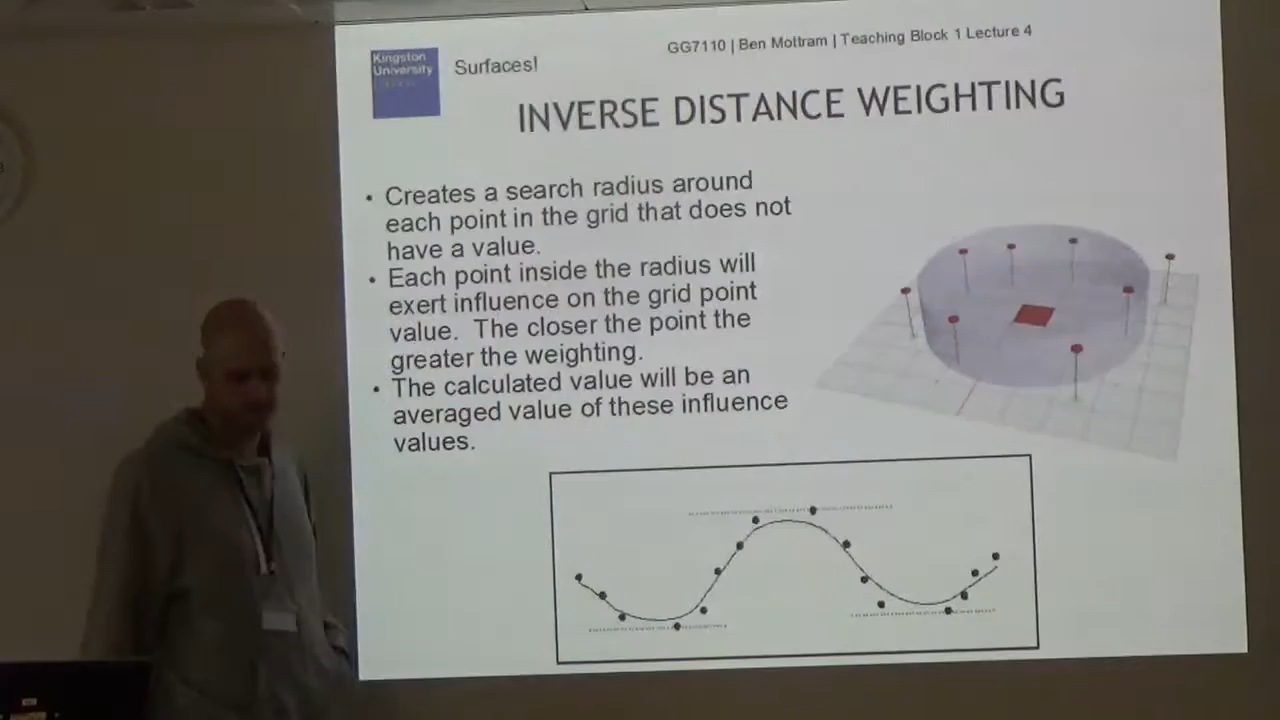 GG7110 | Ben Mottram | Teaching Block 1 Lecture 4
Kingston
University
Surfaces!
INVERSE DISTANCE WEIGHTING
• Creates a search radius around
each point in the grid that does not
have a value.
• Each point inside the radius will
exert influence on the grid point
value. The closer the point the
greater the weighting.
• The calculated value will be an
averaged value of these influence
values.